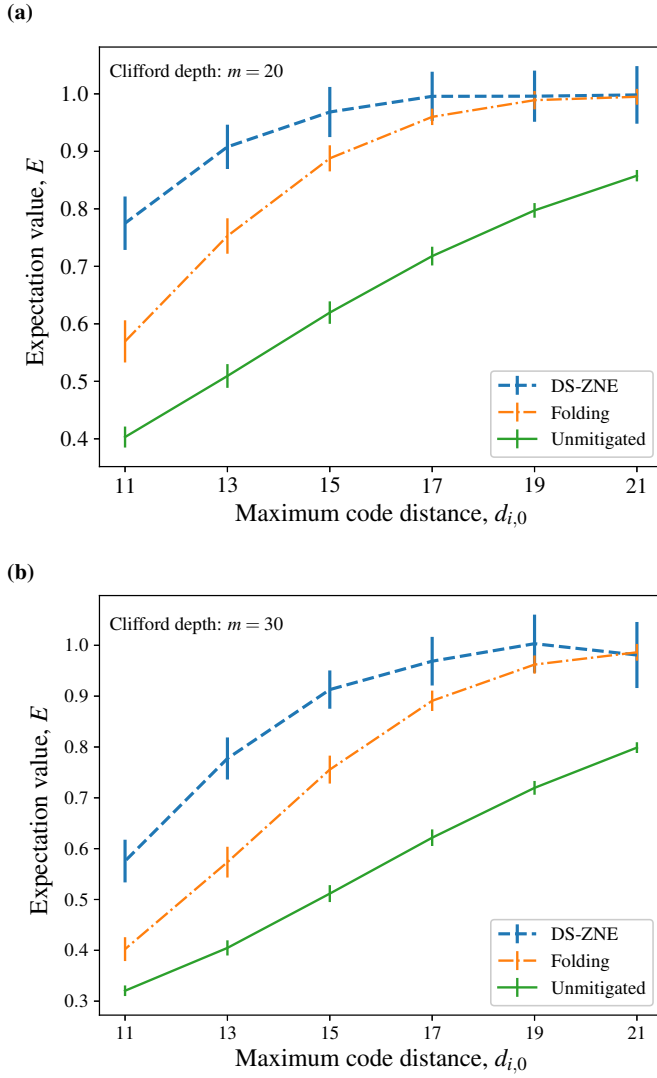 (a)
Clifford depth: m = 20
Expectation value, E
1.0
0.9
0.8
0.7
0.6
0.5
0.4
DS-ZNE
Folding
Unmitigated
11 13 15 17 19 21
Maximum code distance, d_{i,0}
(b)
Clifford depth: m = 30
Expectation value, E
1.0
0.9
0.8
0.7
0.6
0.5
0.4
0.3
DS-ZNE
Folding
Unmitigated
11 13 15 17 19 21
Maximum code distance, d_{i,0}